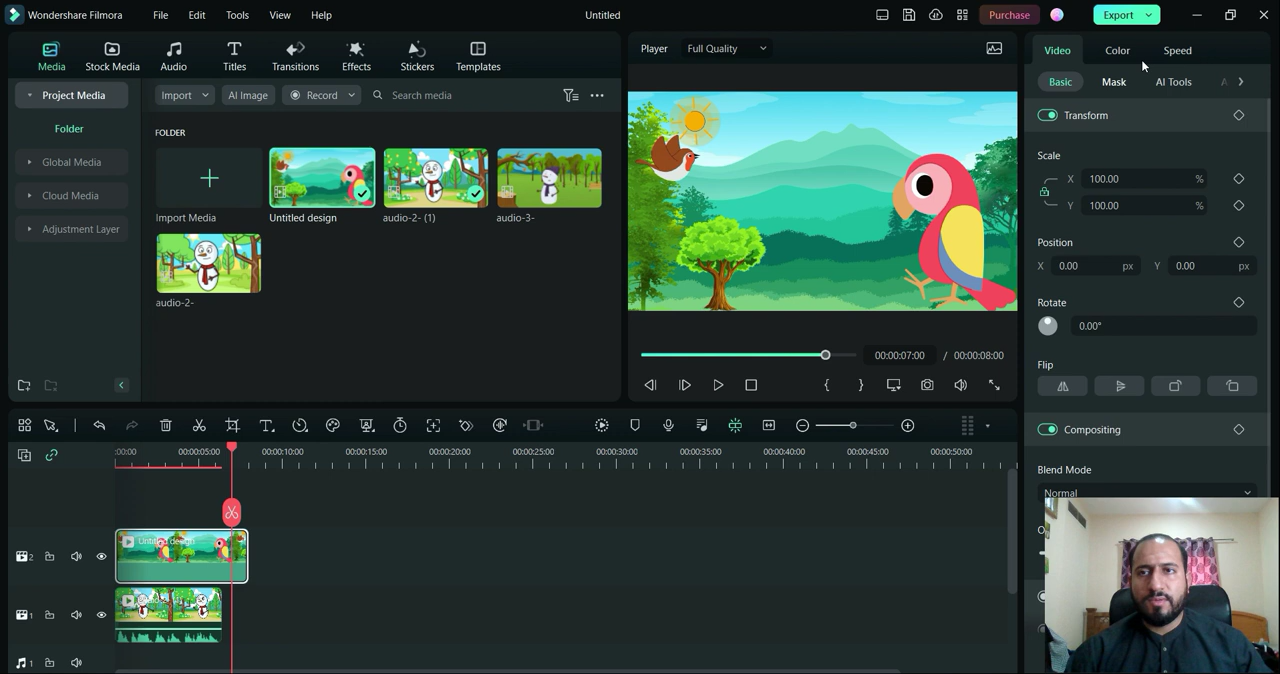 Wondershare Filmora File Edit Tools View Help Untitled Purchase Export
Media Stock Media Audio Titles Transitions Effects Stickers Templates
Project Media
Folder
Global Media
Cloud Media
Adjustment Layer
Import AI Image Record Search media
FOLDER
Import Media Untitled design audio-2- (1) audio-3-
audio-2-
Player Full Quality
00:00:07:00 / 00:00:08:00
Video Color Speed
Basic Mask AI Tools
Transform
Scale
X 100.00 %
Y 100.00 %
Position
X 0.00 px Y 0.00 px
Rotate
0.00°
Flip
Compositing
Blend Mode
Normal
:00:00 00:00:05:00 00:00:10:00 00:00:15:00 00:00:20:00 00:00:25:00 00:00:30:00 00:00:35:00 00:00:40:00 00:00:45:00 00:00:50:00
2 Untitled design
1
1